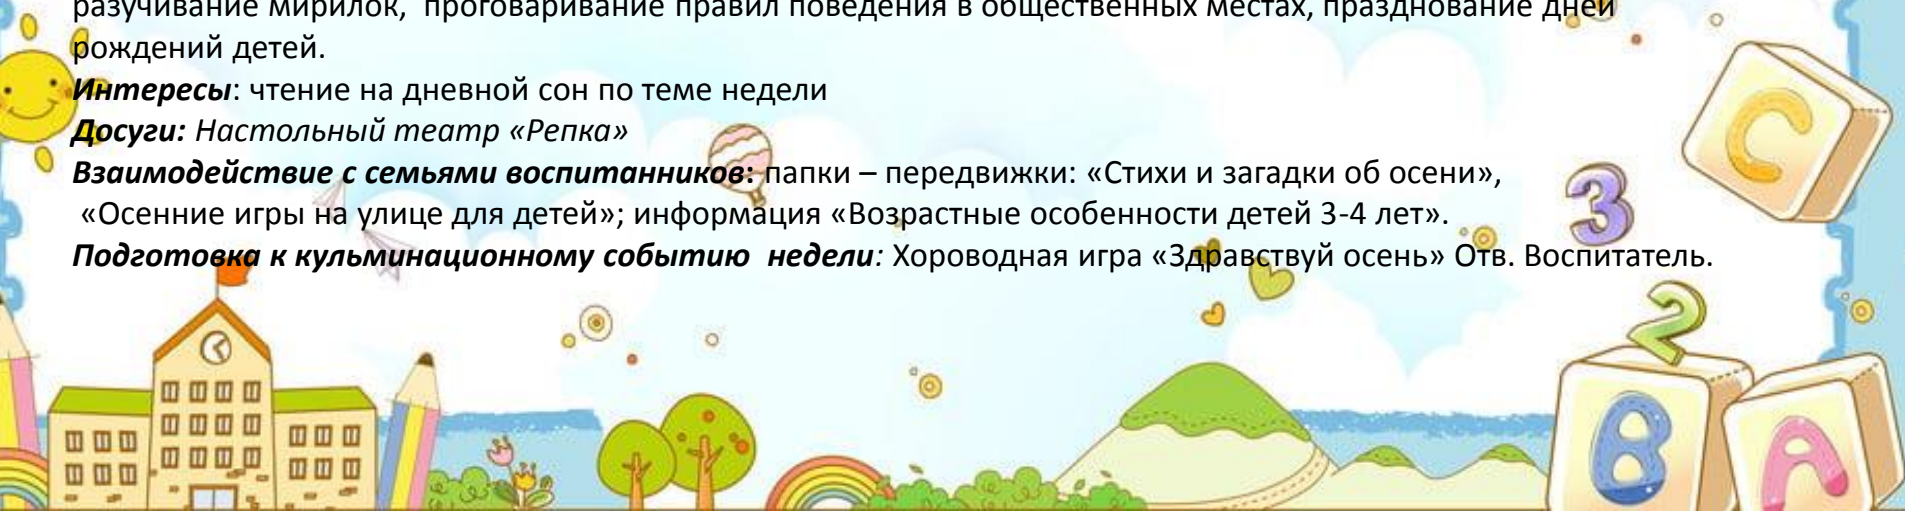 разучивание мирилок, проговаривание правил поведения в общественных местах, празднование дней
рождений детей.
Интересы: чтение на дневной сон по теме недели
Досуги: Настольный театр «Репка»
Взаимодействие с семьями воспитанников: папки – передвижки: «Стихи и загадки об осени»,
«Осенние игры на улице для детей»; информация «Возрастные особенности детей 3-4 лет».
Подготовка к кульминационному событию недели: Хороводная игра «Здравствуй осень» Отв. Воспитатель.
C
3
2
B A